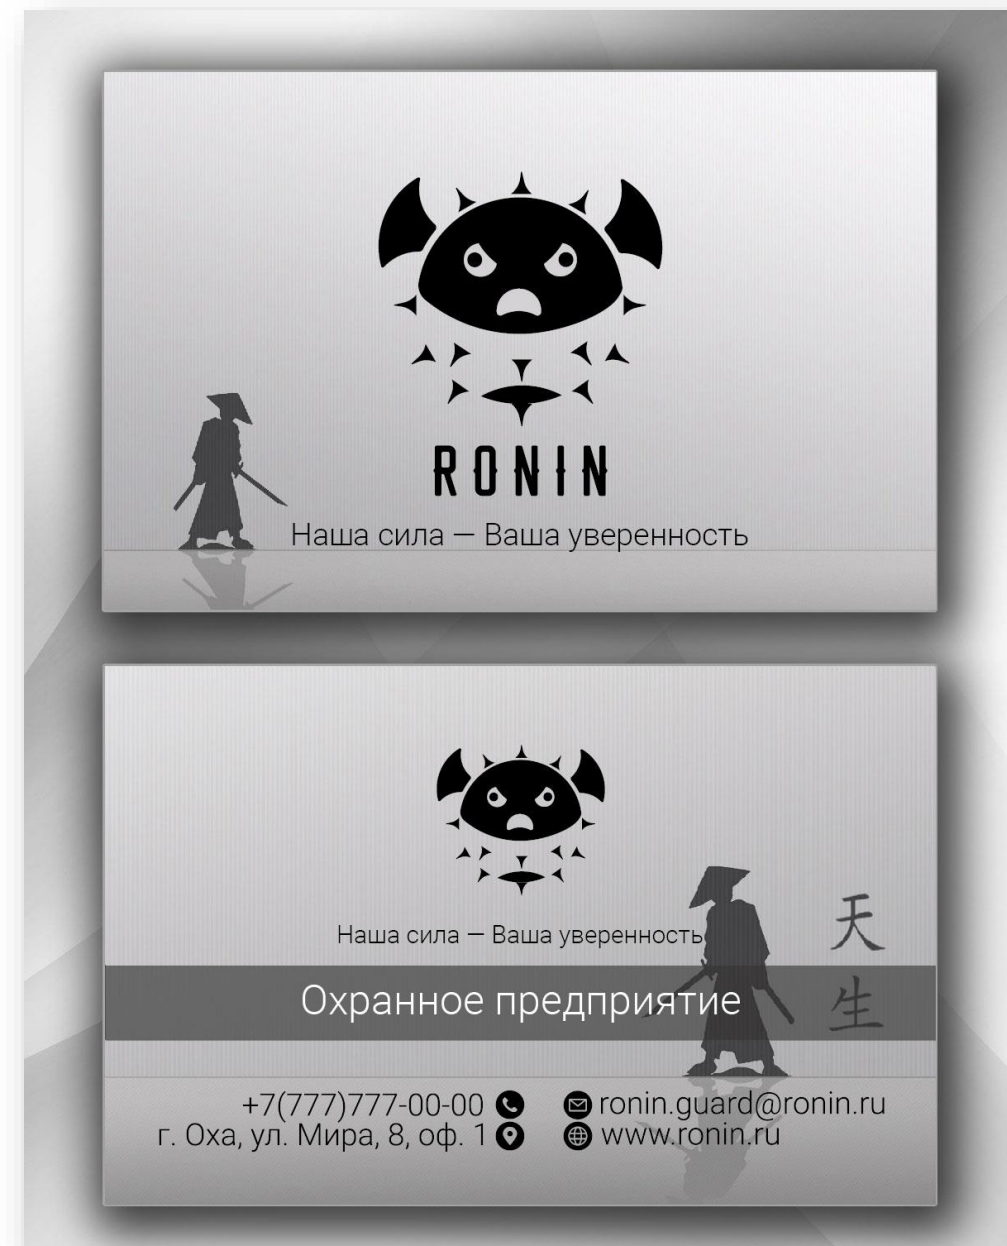 RONIN
Наша сила — Ваша уверенность
Наша сила — Ваша уверенность
天
生
Охранное предприятие
+7(777)777-00-00
ronin.guard@ronin.ru
г. Оха, ул. Мира, 8, оф. 1
www.ronin.ru